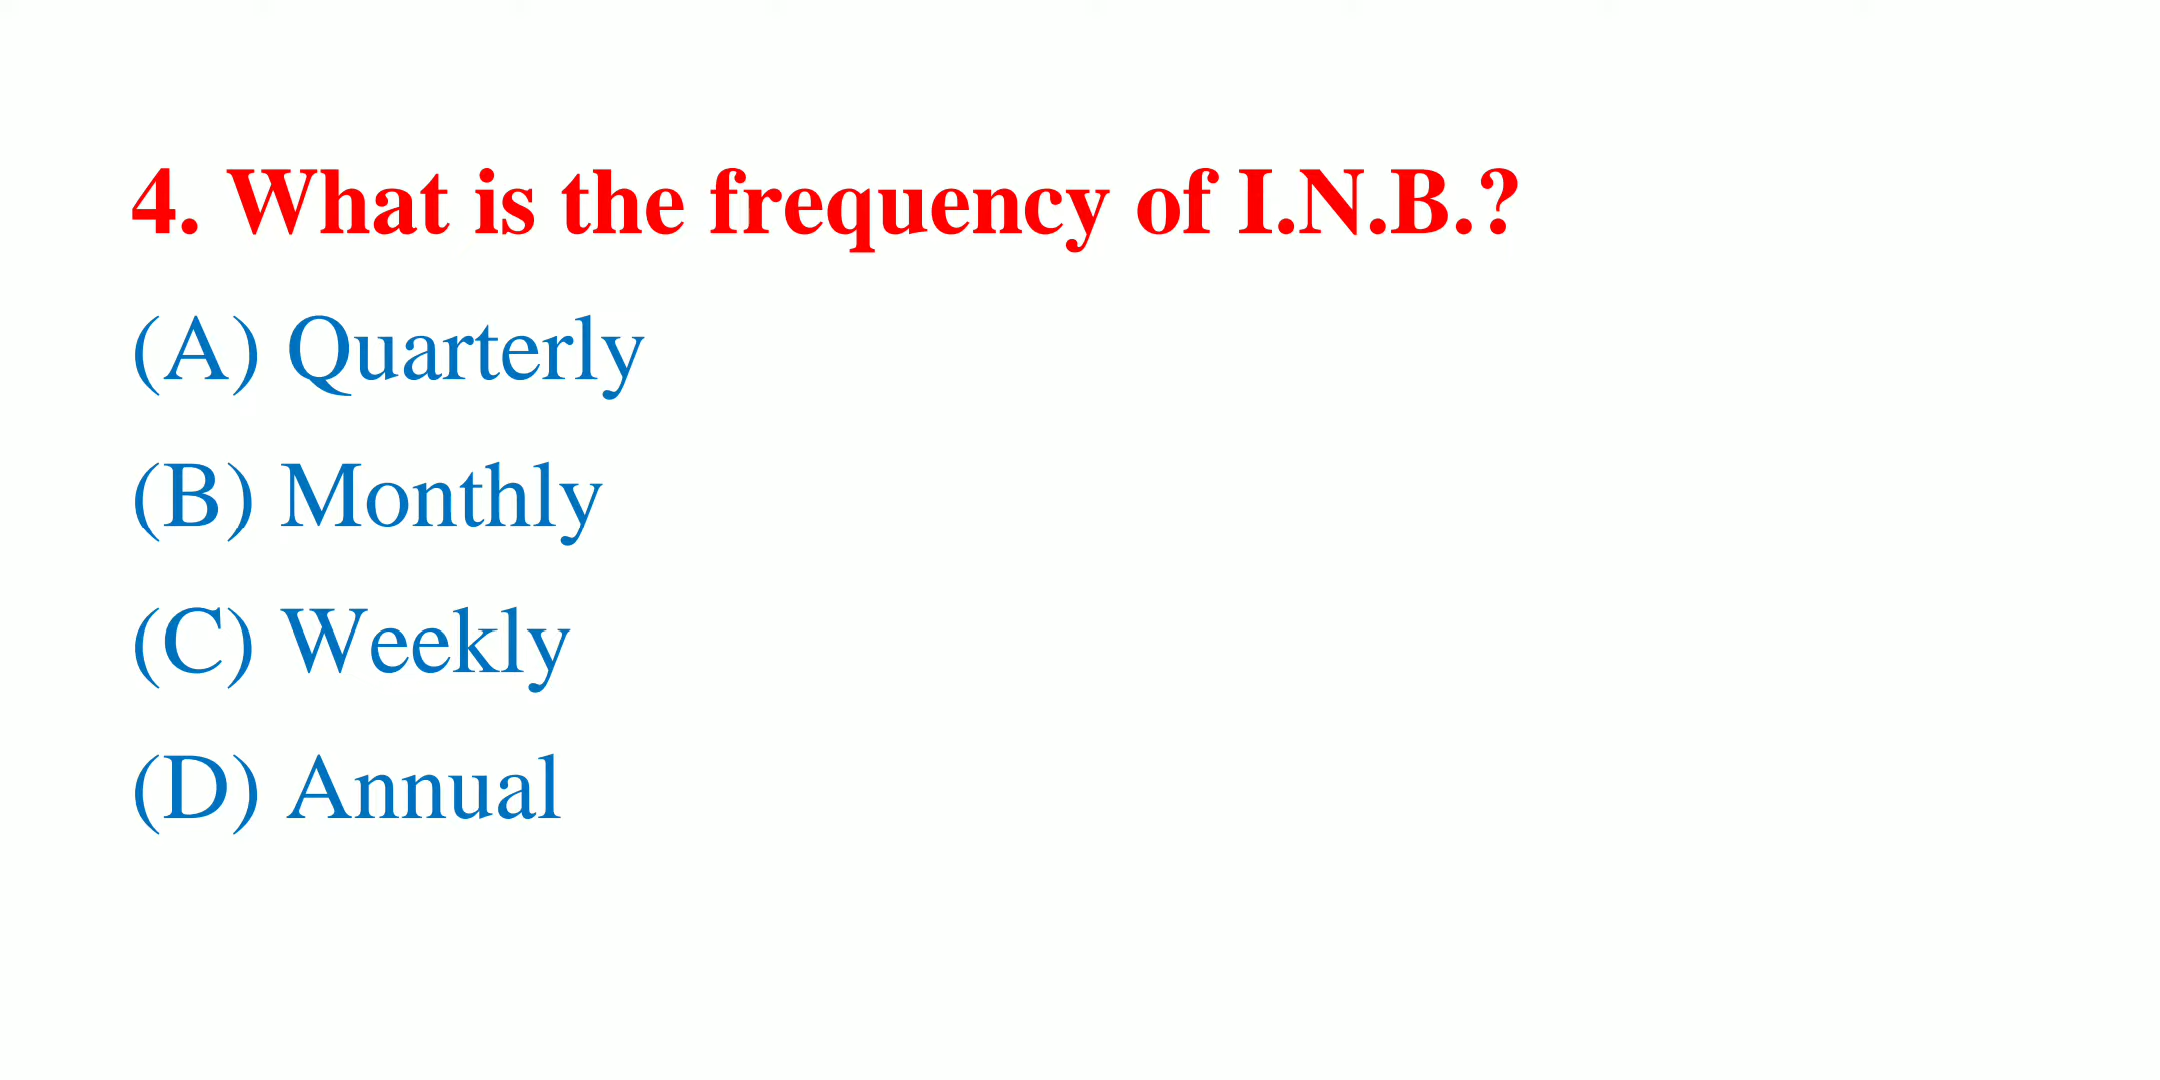 4. What is the frequency of I.N.B.?
(A) Quarterly
(B) Monthly
(C) Weekly
(D) Annual